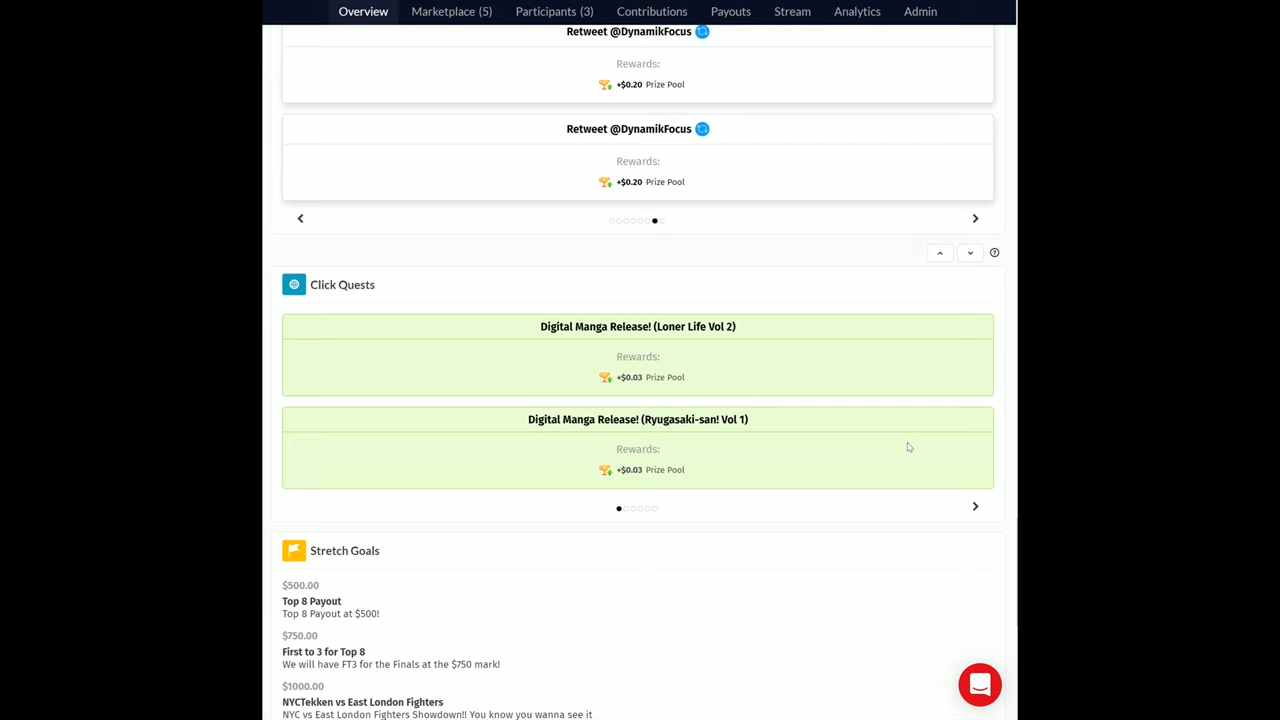 Overview Marketplace (5) Participants (3) Contributions Payouts Stream Analytics Admin
Retweet @DynamikFocus
Rewards:
+$0.20 Prize Pool
Retweet @DynamikFocus
Rewards:
+$0.20 Prize Pool
Click Quests
Digital Manga Release! (Loner Life Vol 2)
Rewards:
+$0.03 Prize Pool
Digital Manga Release! (Ryugasaki-san! Vol 1)
Rewards:
+$0.03 Prize Pool
Stretch Goals
$500.00
Top 8 Payout
Top 8 Payout at $500!
$750.00
First to 3 for Top 8
We will have FT3 for the Finals at the $750 mark!
$1000.00
NYCTekken vs East London Fighters
NYC vs East London Fighters Showdown!! You know you wanna see it